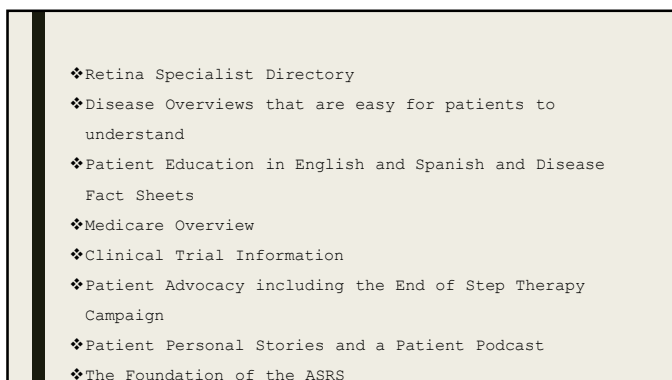 ❖Retina Specialist Directory
❖Disease Overviews that are easy for patients to
understand
❖Patient Education in English and Spanish and Disease
Fact Sheets
❖Medicare Overview
❖Clinical Trial Information
❖Patient Advocacy including the End of Step Therapy
Campaign
❖Patient Personal Stories and a Patient Podcast
❖The Foundation of the ASRS